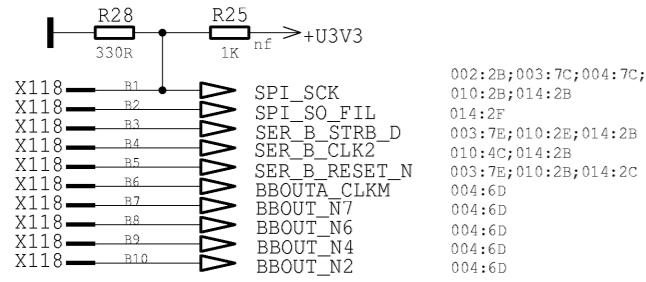 R28 R25
330R 1K nf +U3V3
002:2B;003:7C;004:7C;
X118 B1 SPI_SCK 010:2B;014:2B
X118 B2 SPI_SO_FIL 014:2F
X118 B3 SER_B_STRB_D 003:7E;010:2E;014:2B
X118 B4 SER_B_CLK2 010:4C;014:2B
X118 B5 SER_B_RESET_N 003:7E;010:2B;014:2C
X118 B6 BBOUTA_CLKM 004:6D
X118 B7 BBOUT_N7 004:6D
X118 B8 BBOUT_N6 004:6D
X118 B9 BBOUT_N4 004:6D
X118 B10 BBOUT_N2 004:6D